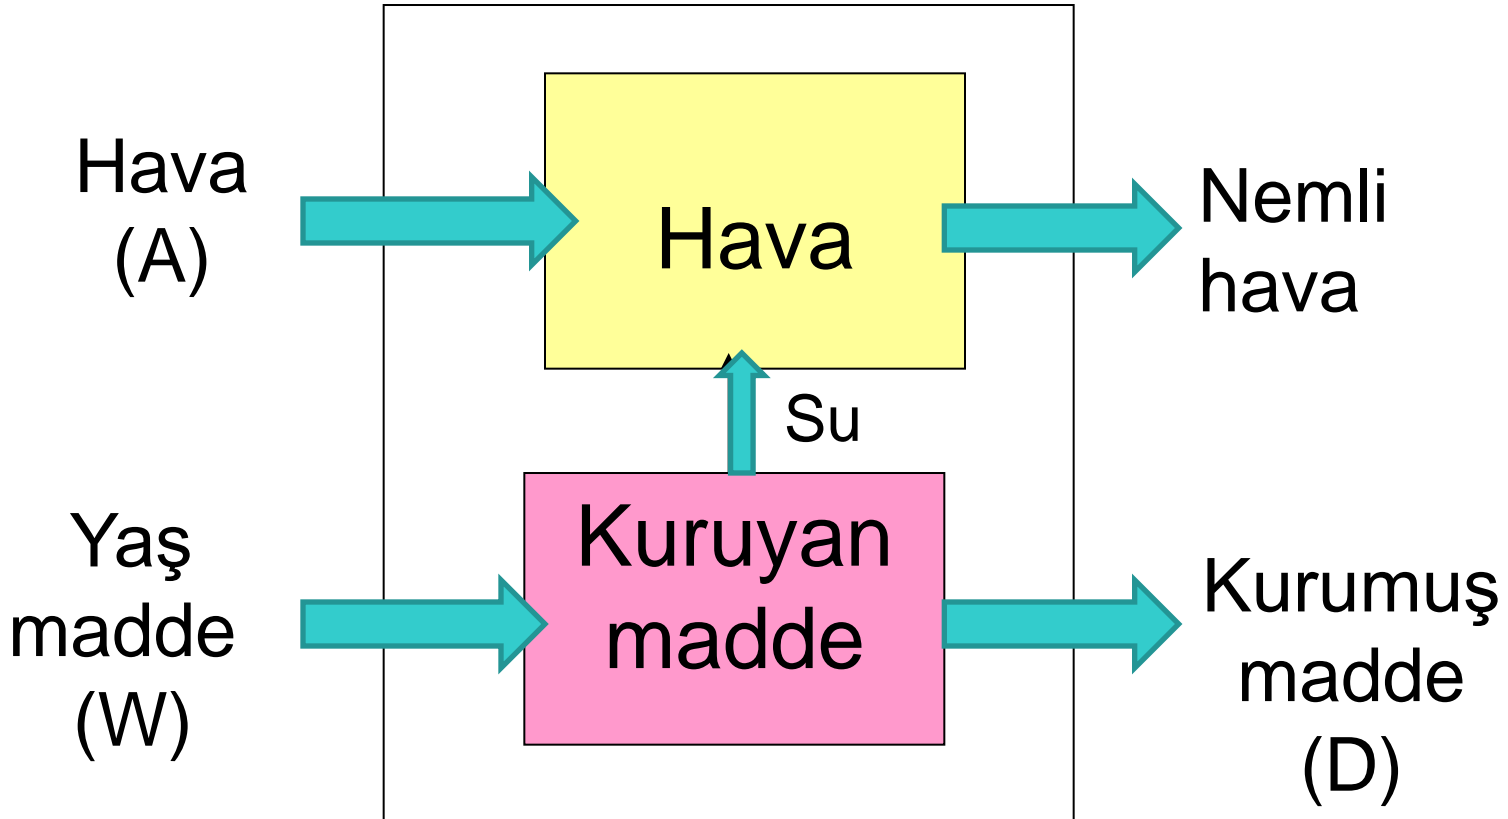 Hava
(A)
Hava
Nemli
hava
Su
Yaş
madde
(W)
Kuruyan
madde
Kurumuş
madde
(D)